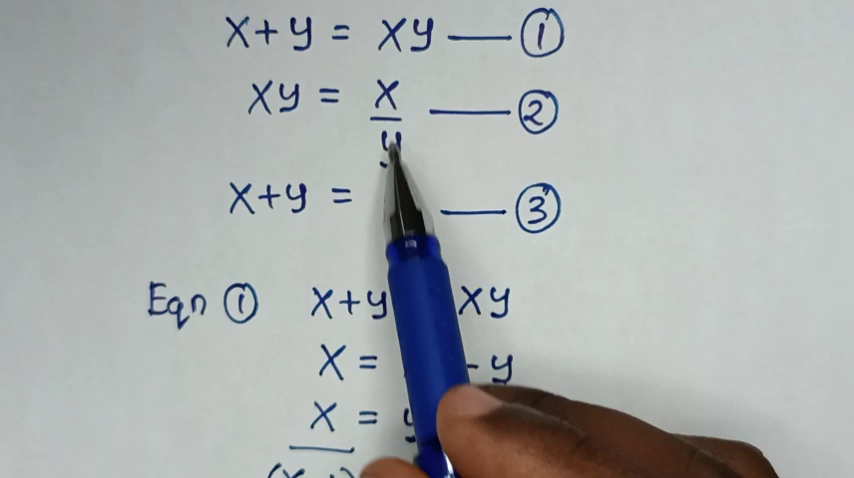 x+y = xy — ①
xy = x/y — ②
x+y = — ③
Eqn ① x+y xy
x = - y
x =